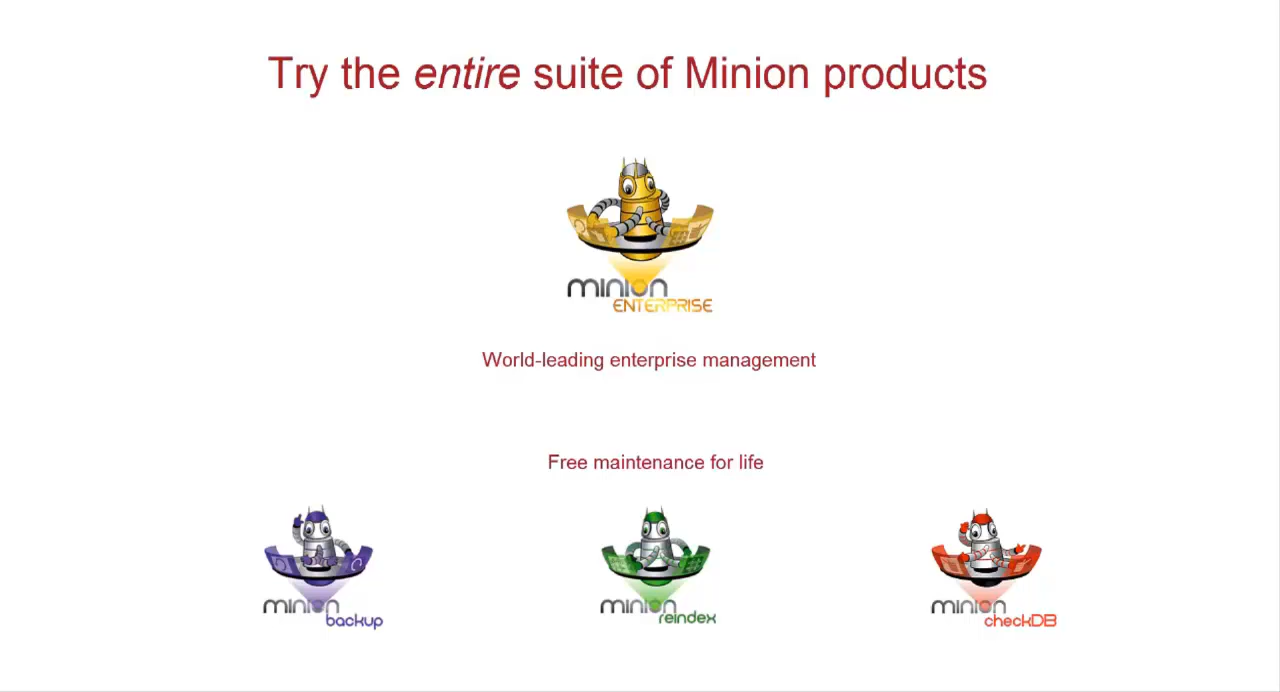 Try the entire suite of Minion products
minion
ENTERPRISE
World-leading enterprise management
Free maintenance for life
minion
backup
minion
reindex
minion
checkDB